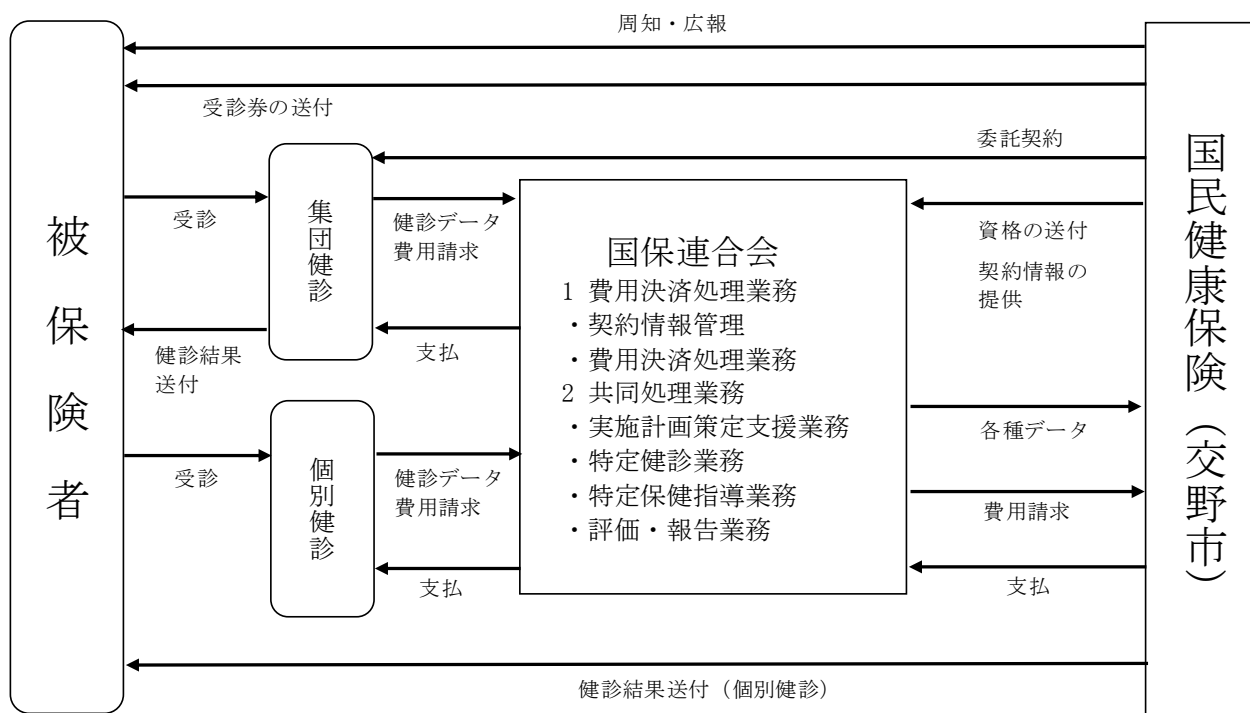 周知・広報
受診券の送付
委託契約
被保険者
受診
集団健診
健診データ
費用請求
支払
健診結果
送付
受診
個別健診
健診データ
費用請求
支払
国保連合会
1 費用決済処理業務
・契約情報管理
・費用決済処理業務
2 共同処理業務
・実施計画策定支援業務
・特定健診業務
・特定保健指導業務
・評価・報告業務
資格の送付
契約情報の
提供
各種データ
費用請求
支払
国民健康保険（交野市）
健診結果送付（個別健診）